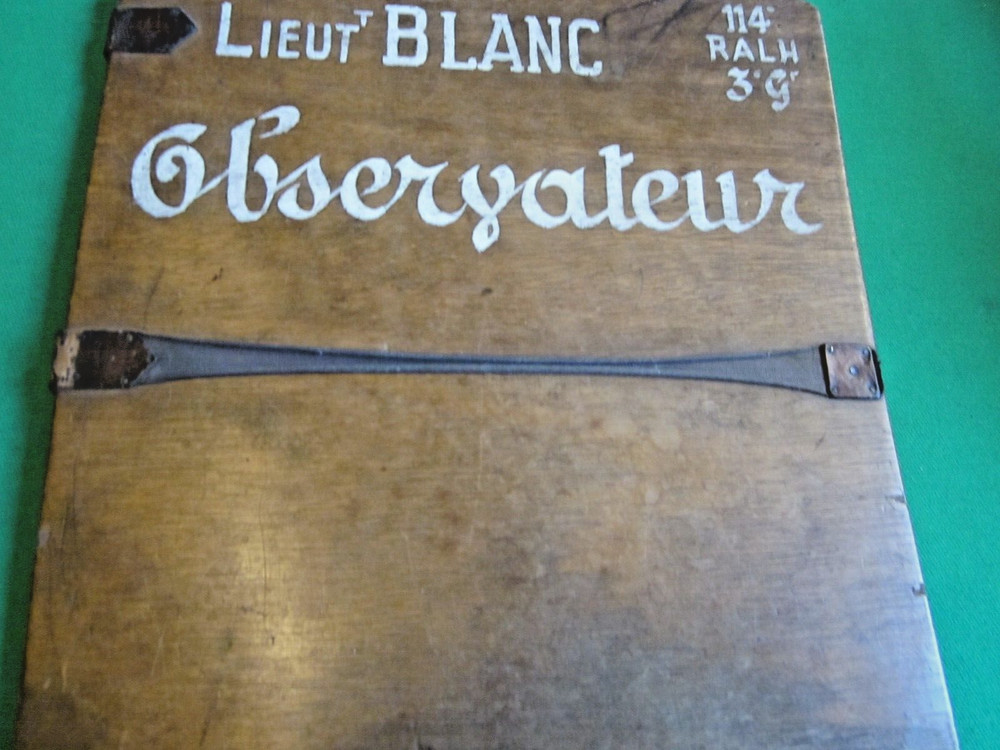 LIEUTᵀ BLANC
114ᵉ
RALH
3ᵉ Gʳ
Observateur